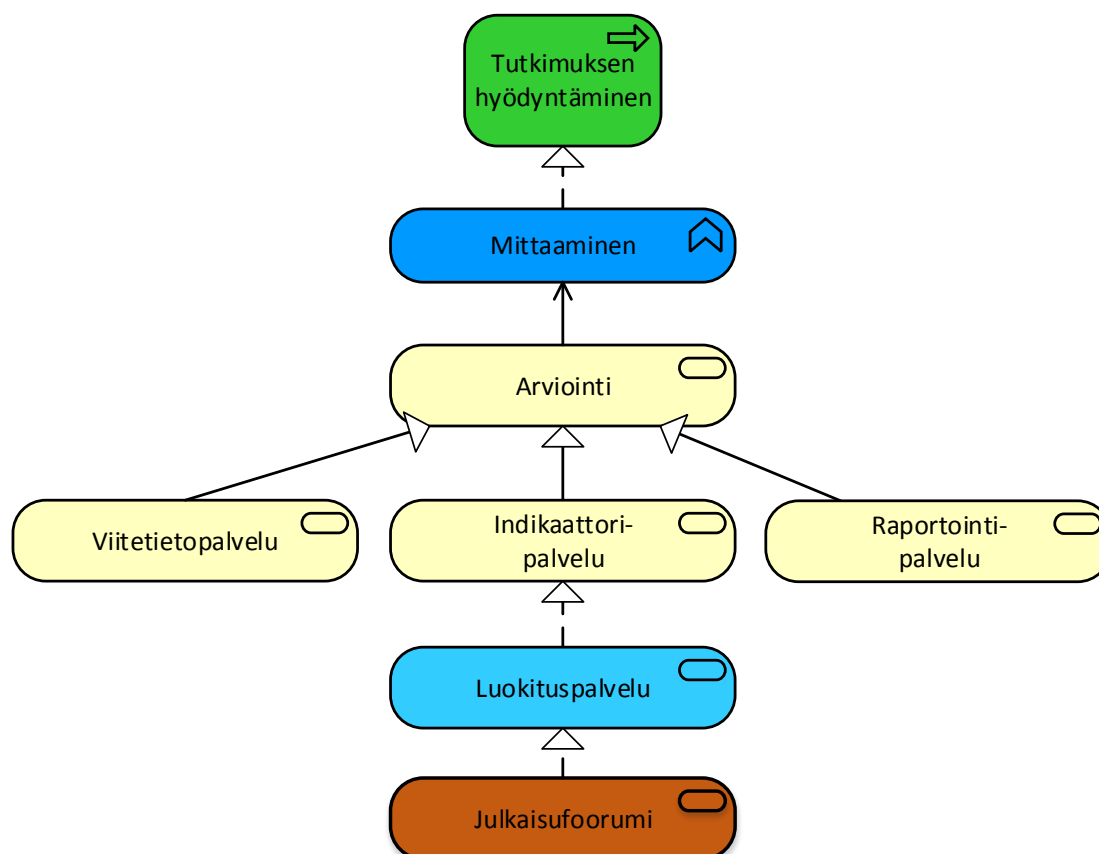 Tutkimuksen
hyödyntäminen
Mittaaminen
Arviointi
Viitetietopalvelu
Indikaattori-
palvelu
Raportointi-
palvelu
Luokituspalvelu
Julkaisufoorumi